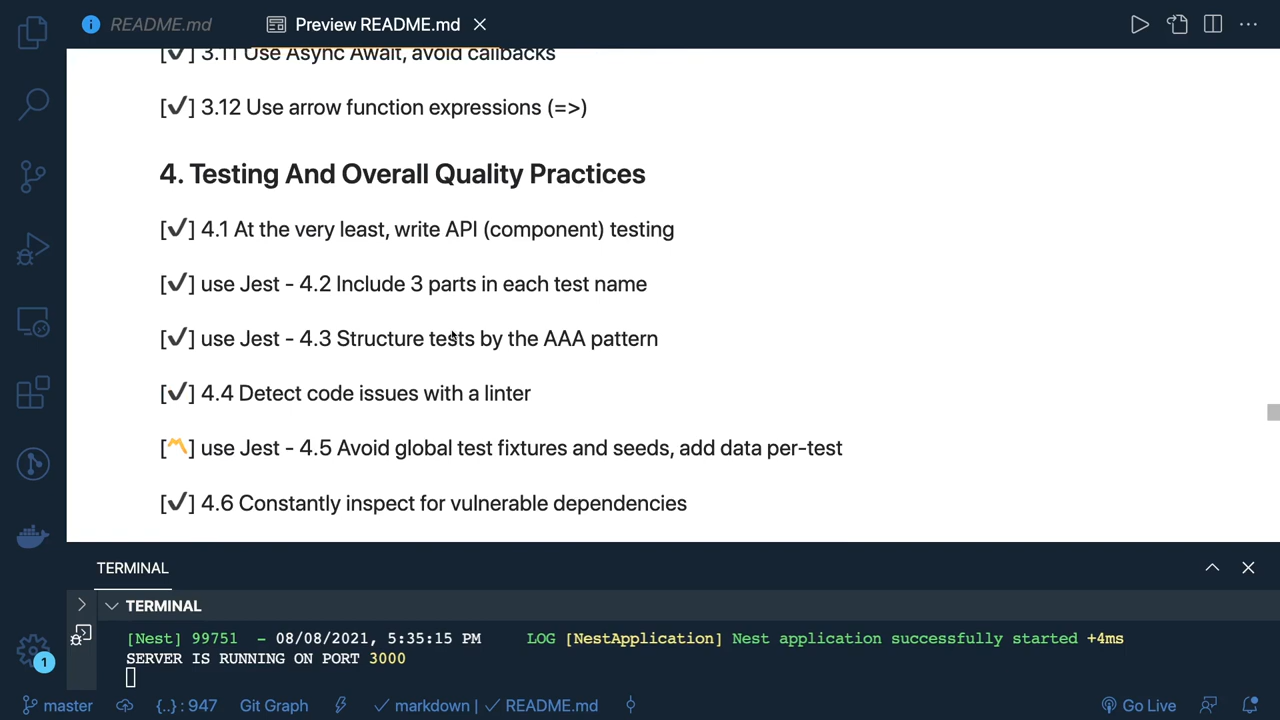 README.md
Preview README.md
[✓] 3.11 Use Async Await, avoid callbacks
[✓] 3.12 Use arrow function expressions (=>)
4. Testing And Overall Quality Practices
[✓] 4.1 At the very least, write API (component) testing
[✓] use Jest - 4.2 Include 3 parts in each test name
[✓] use Jest - 4.3 Structure tests by the AAA pattern
[✓] 4.4 Detect code issues with a linter
[〽️] use Jest - 4.5 Avoid global test fixtures and seeds, add data per-test
[✓] 4.6 Constantly inspect for vulnerable dependencies
TERMINAL
TERMINAL
[Nest] 99751 - 08/08/2021, 5:35:15 PM LOG [NestApplication] Nest application successfully started +4ms
SERVER IS RUNNING ON PORT 3000
1
master {..} : 947 Git Graph ✓ markdown | ✓ README.md Go Live